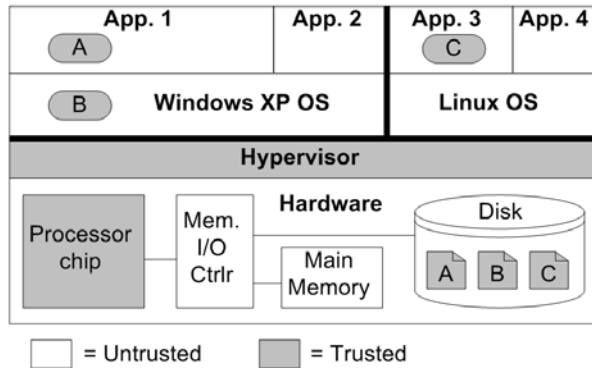 App. 1 App. 2 App. 3 App. 4
A C
B Windows XP OS Linux OS
Hypervisor
Hardware
Processor
chip
Mem.
I/O
Ctrlr
Main
Memory
Disk
A B C
= Untrusted = Trusted